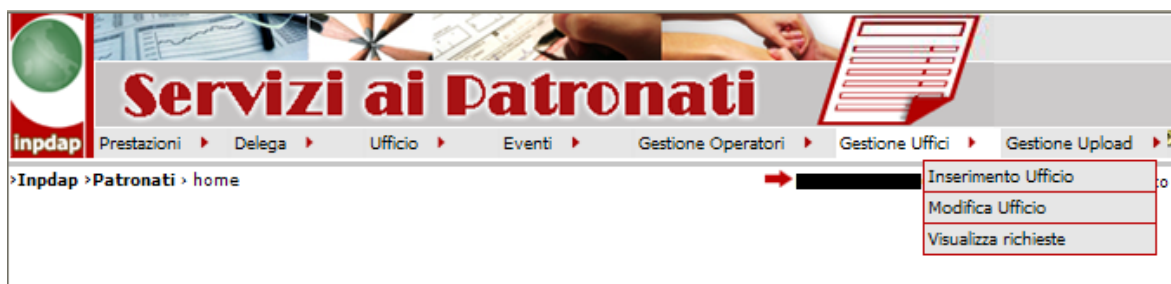 Servizi ai Patronati
inpdap Prestazioni Delega Ufficio Eventi Gestione Operatori Gestione Uffici Gestione Upload
›Inpdap ›Patronati › home
Inserimento Ufficio
Modifica Ufficio
Visualizza richieste